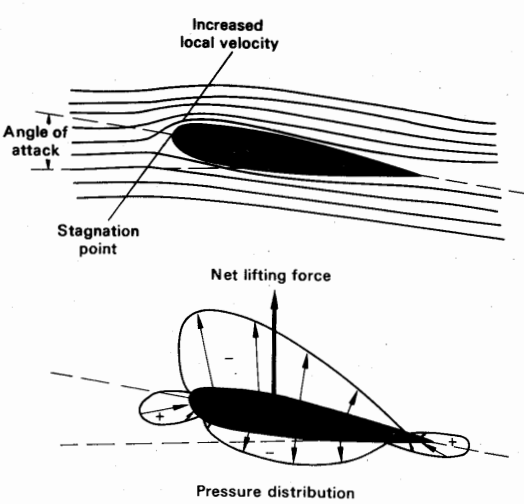 Increased
local velocity
Angle of
attack
Stagnation
point
Net lifting force
-
+
-
+
Pressure distribution